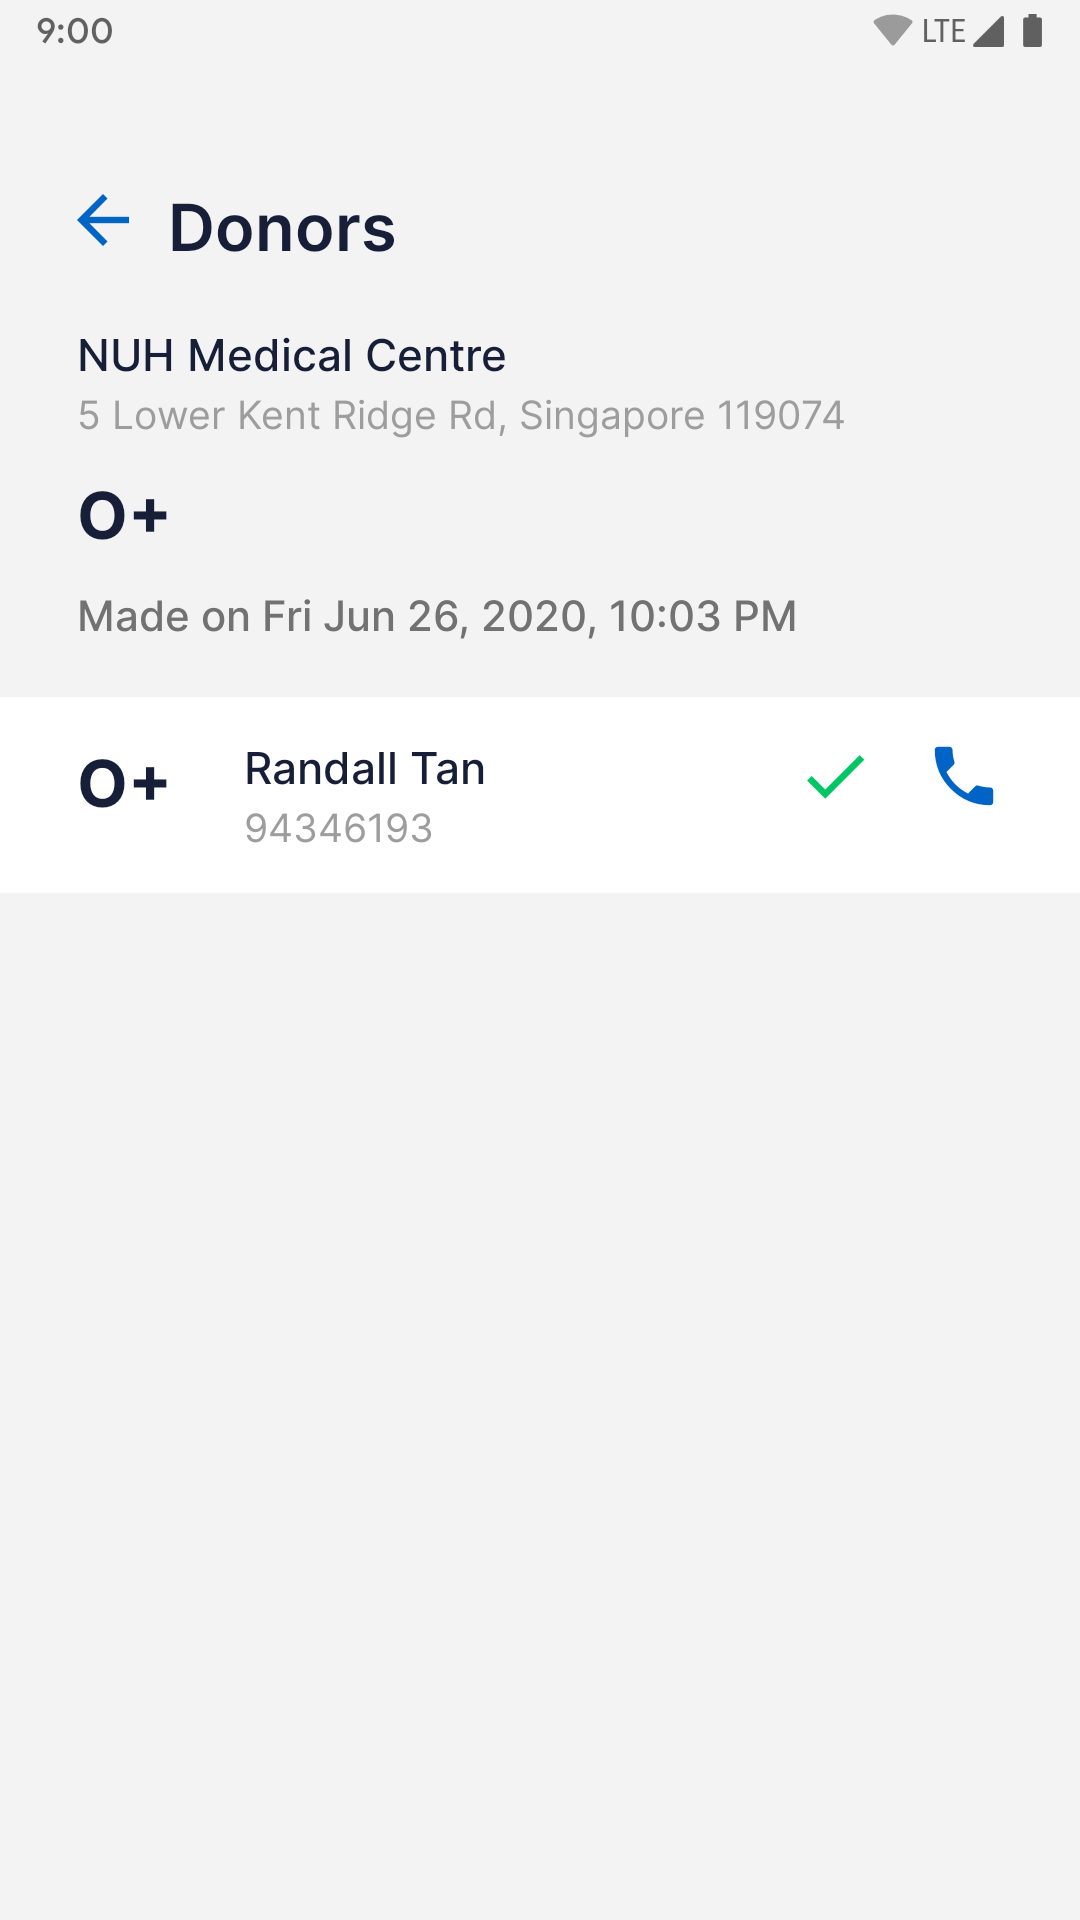 9:00 LTE
Donors
NUH Medical Centre
5 Lower Kent Ridge Rd, Singapore 119074
O+
Made on Fri Jun 26, 2020, 10:03 PM
O+ Randall Tan
94346193